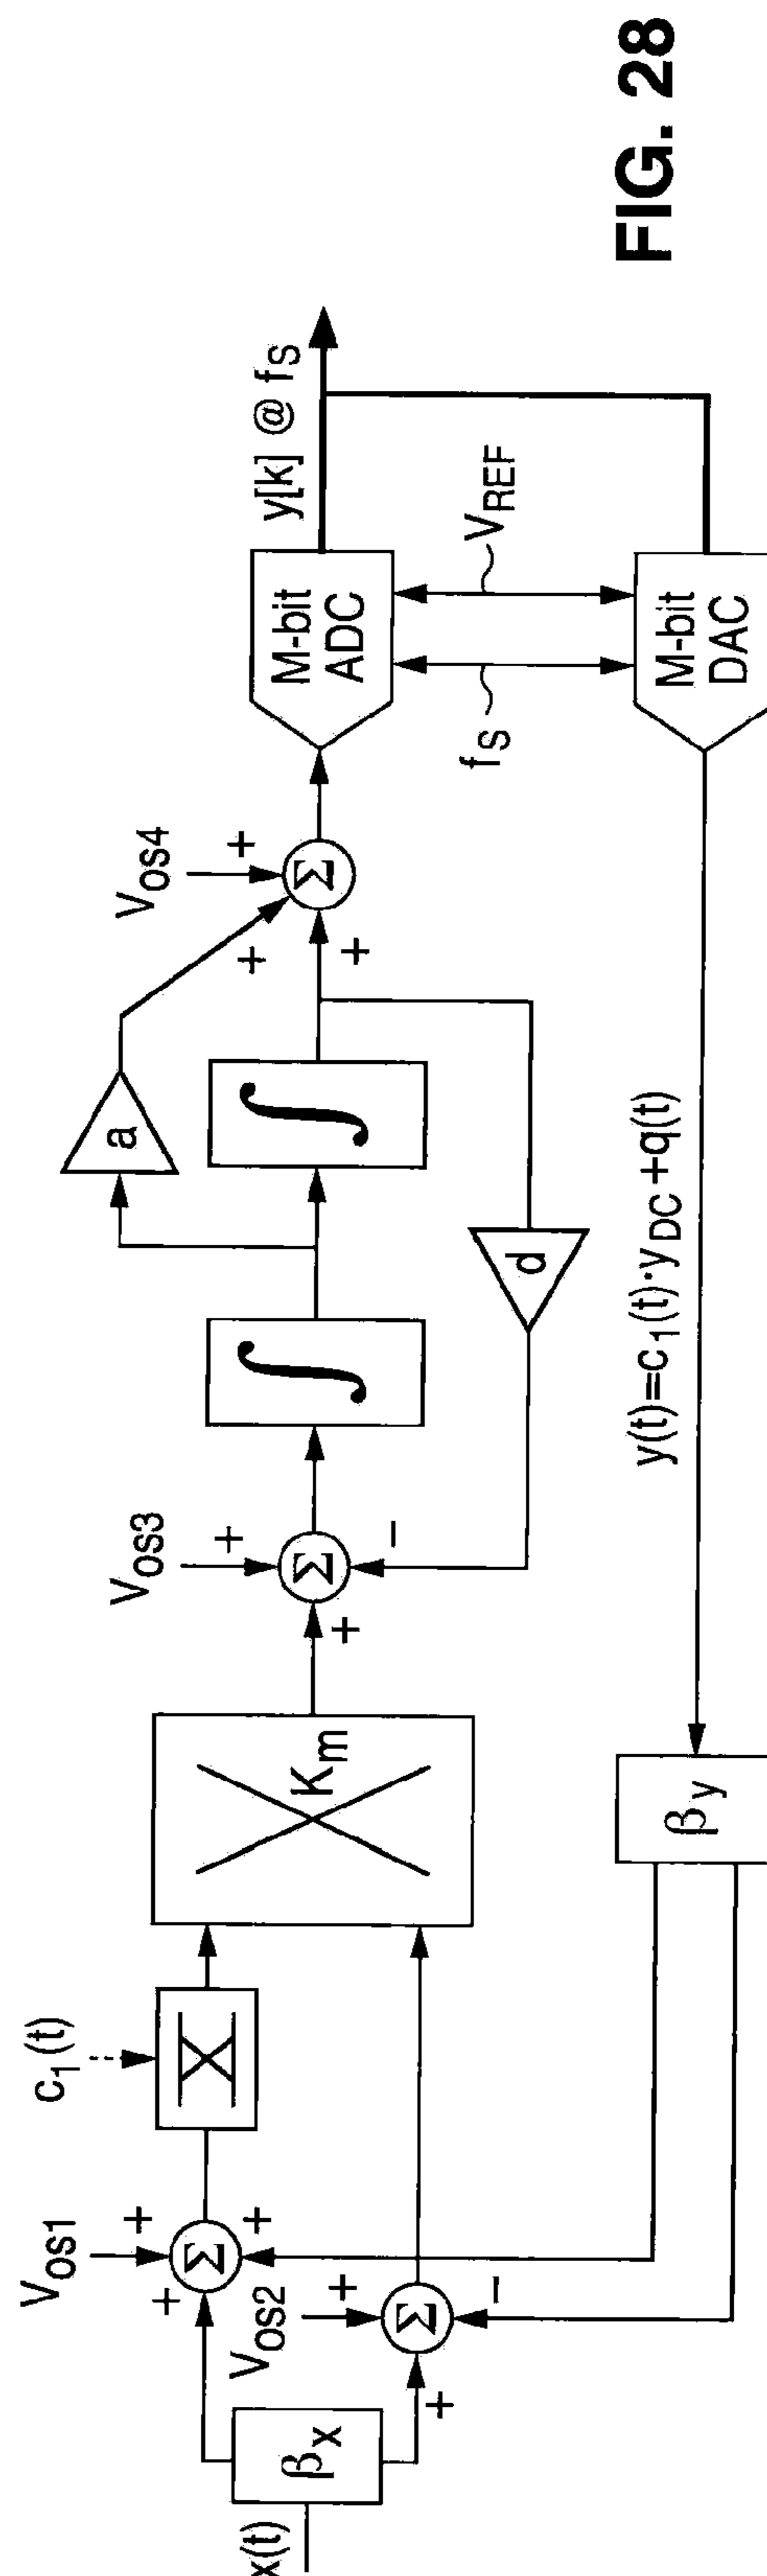 x(t)
βx
Vos1
+
+
+
Σ
Vos2
+
+
−
Σ
c1(t)
Km
Vos3
+
+
−
Σ
∫
a
∫
d
Vos4
+
+
+
Σ
M-bit
ADC
y[k] @ fS
fS
VREF
M-bit
DAC
y(t)=c1(t)·yDC+q(t)
βy
FIG. 28